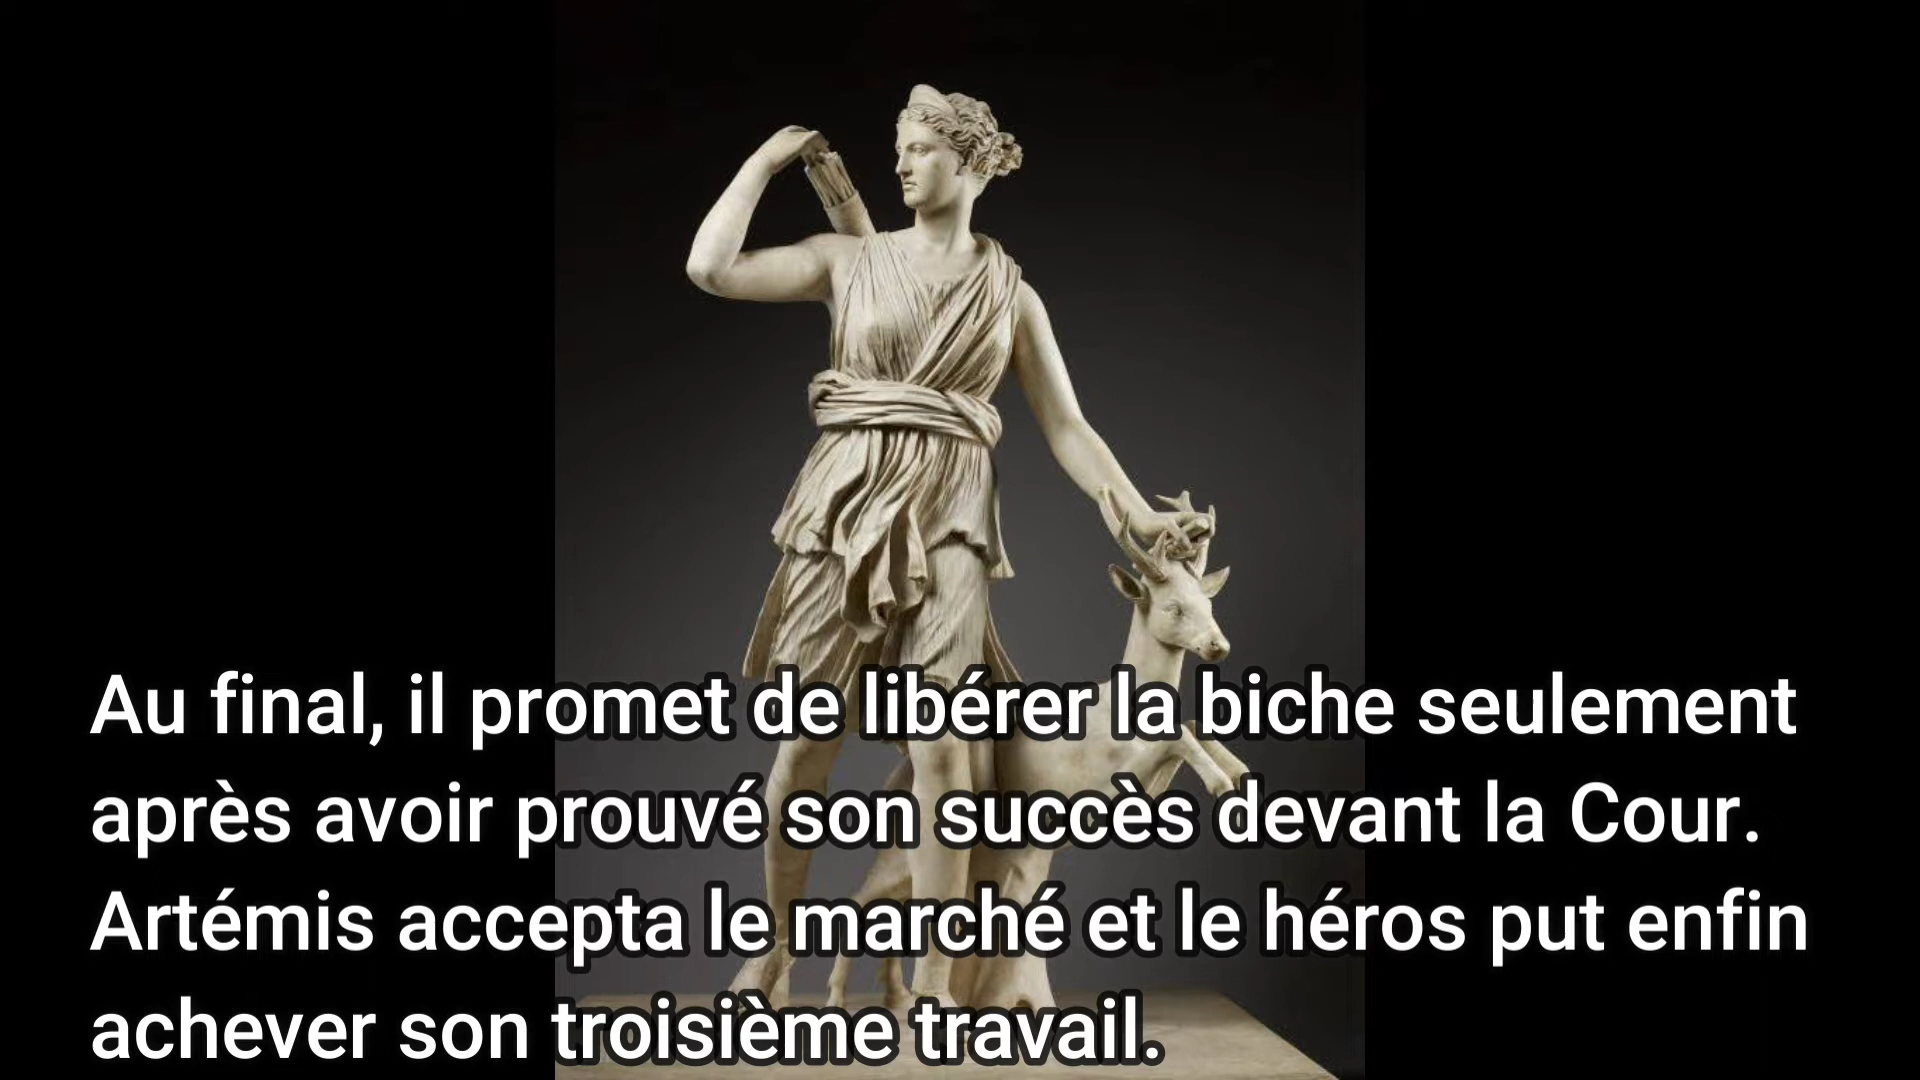 Au final, il promet de libérer la biche seulement
après avoir prouvé son succès devant la Cour.
Artémis accepta le marché et le héros put enfin
achever son troisième travail.